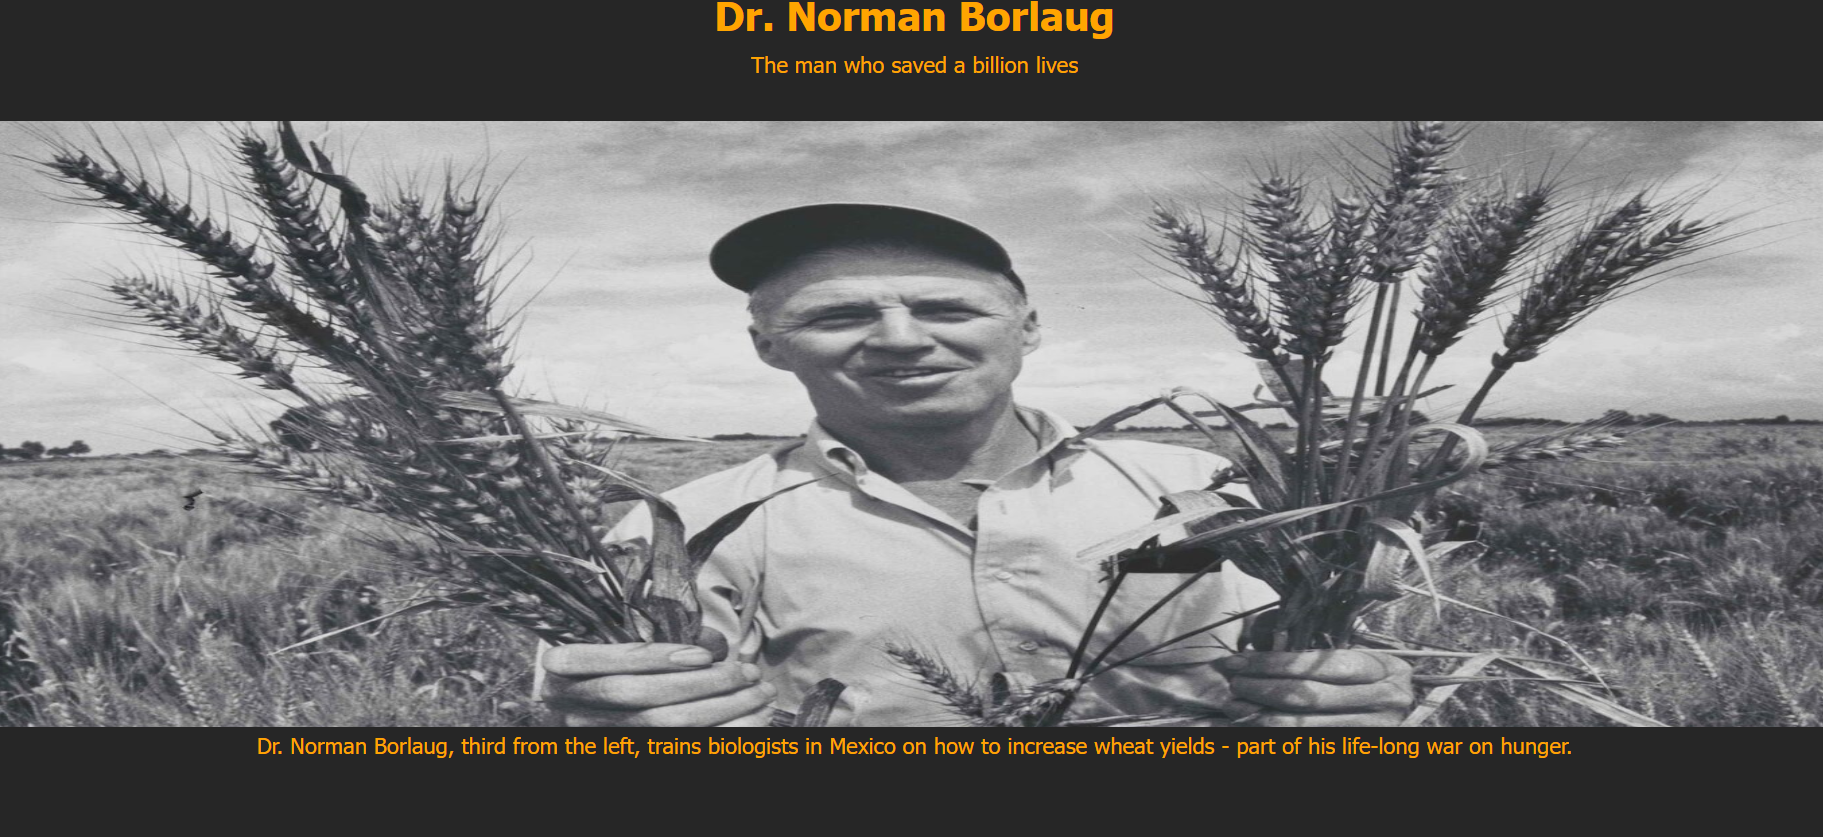 Dr. Norman Borlaug
The man who saved a billion lives
Dr. Norman Borlaug, third from the left, trains biologists in Mexico on how to increase wheat yields - part of his life-long war on hunger.